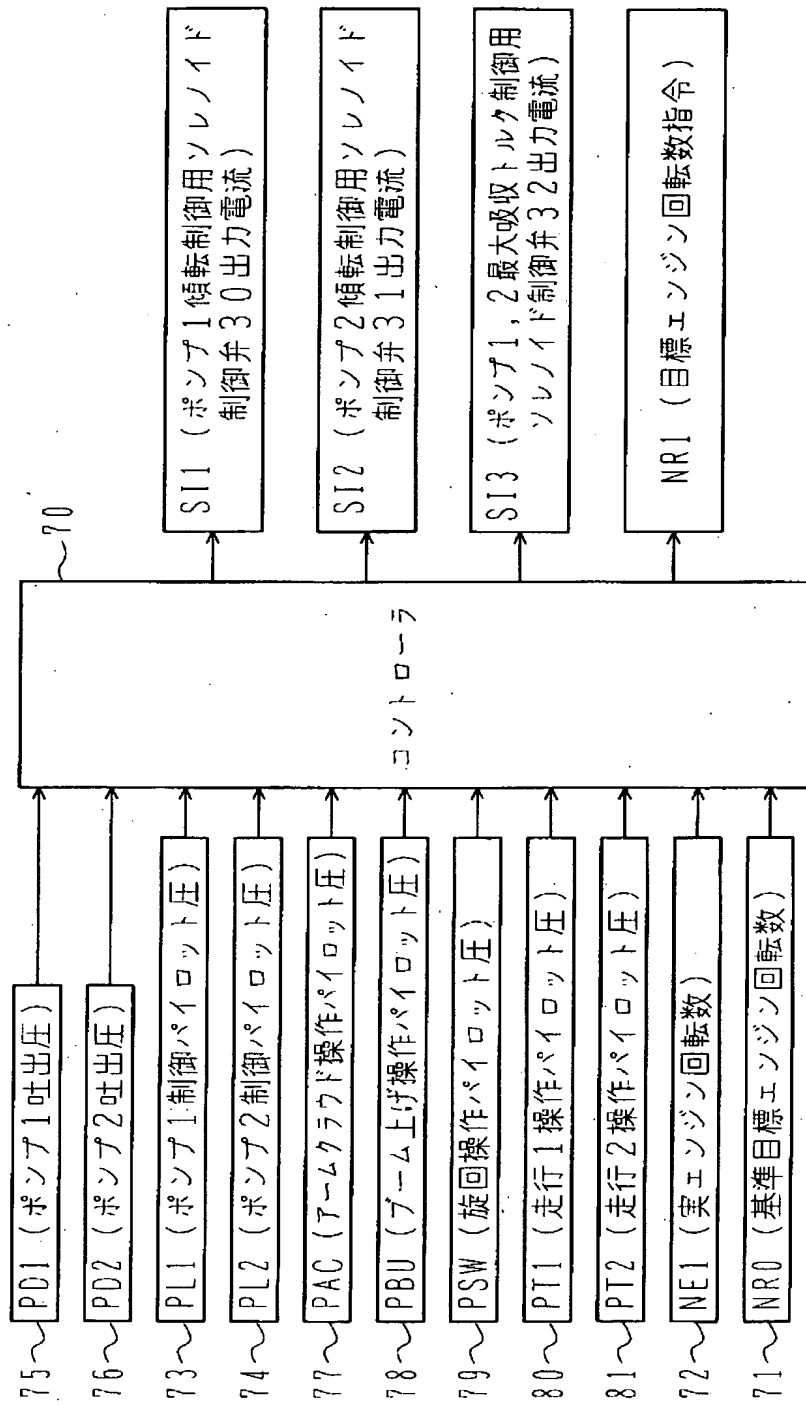 75
PD1 (ポンプ1吐出圧)
76
PD2 (ポンプ2吐出圧)
73
PL1 (ポンプ1制御パイロット圧)
74
PL2 (ポンプ2制御パイロット圧)
77
PAC (アームクラウド操作パイロット圧)
78
PBU (ブーム上げ操作パイロット圧)
79
PSW (旋回操作パイロット圧)
80
PT1 (走行1操作パイロット圧)
81
PT2 (走行2操作パイロット圧)
72
NE1 (実エンジン回転数)
71
NR0 (基準目標エンジン回転数)
70
コントローラ
SI1 (ポンプ1傾転制御用ソレノイド
制御弁30出力電流)
SI2 (ポンプ2傾転制御用ソレノイド
制御弁31出力電流)
SI3 (ポンプ1,2最大吸収トルク制御用
ソレノイド制御弁32出力電流)
NR1 (目標エンジン回転数指令)